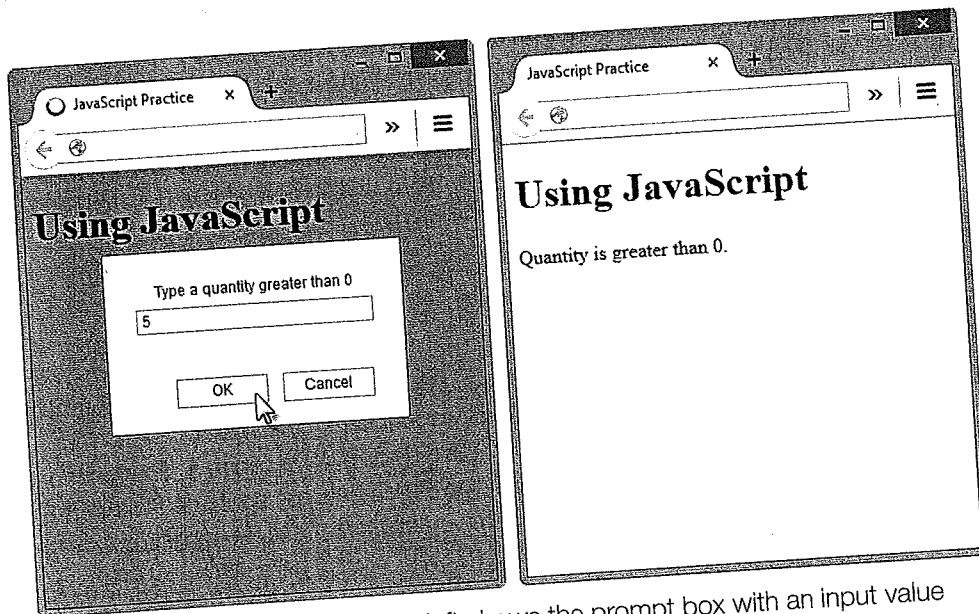 JavaScript Practice
Using JavaScript
Type a quantity greater than 0
5
OK
Cancel
JavaScript Practice
Using JavaScript
Quantity is greater than 0.
shows the prompt box with an input value